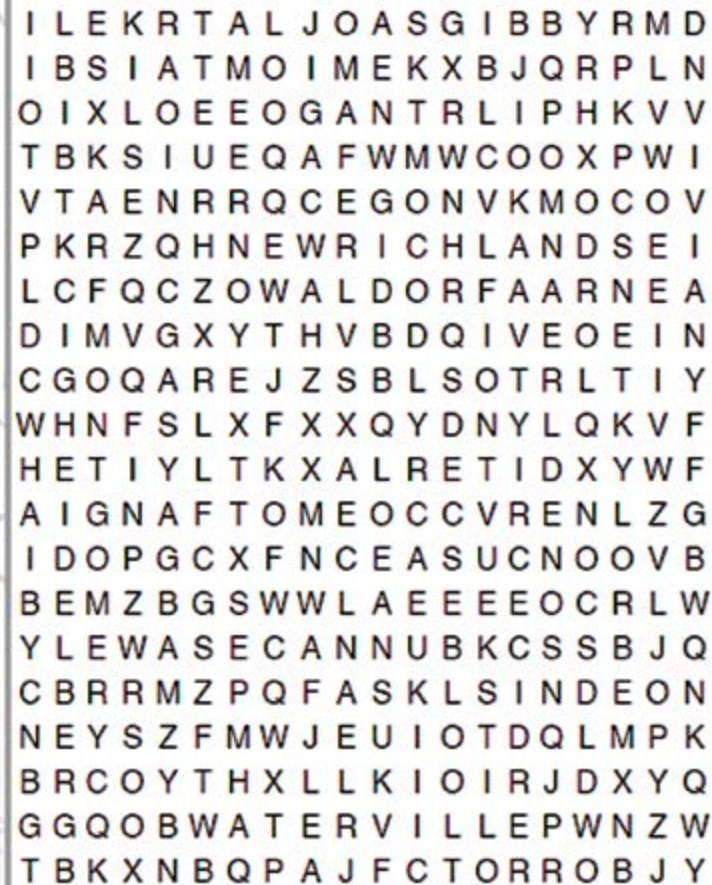 I L E K R T A L J O A S G I B B Y R M D
I B S I A T M O I M E K X B J Q R P L N
O I X L O E E O G A N T R L I P H K V V
T B K S I U E Q A F W M W C O O X P W I
V T A E N R R Q C E G O N V K M O C O V
P K R Z Q H N E W R I C H L A N D S E I
L C F Q C Z O W A L D O R F A A R N E A
D I M V G X Y T H V B D Q I V E O E I N
C G O Q A R E J Z S B L S O T R L T I Y
W H N F S L X F X X Q Y D N Y L Q K V F
H E T I Y L T K X A L R E T I D X Y W F
A I G N A F T O M E O C C V R E N L Z G
I D O P G C X F N C E A S U C N O O V B
B E M Z B G S W W L A E E E E O C R L W
Y L E W A S E C A N N U B K C S S B J Q
C B R R M Z P Q F A S K L S I N D E O N
N E Y S Z F M W J E U I O T D Q L M P K
B R C O Y T H X L L K I O I R J D X Y Q
G G Q O B W A T E R V I L L E P W N Z W
T B K X N B Q P A J F C T O R R O B J Y